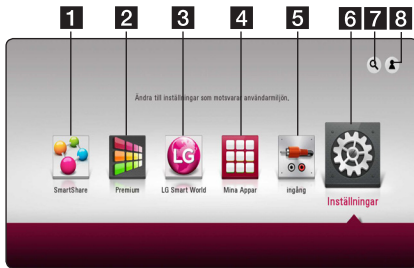 1 2 3 4 5 6 7 8
Ändra till inställningar som motsvarar användarmiljön.
LG
SmartShare Premium LG Smart World Mina Appar ingång
Inställningar